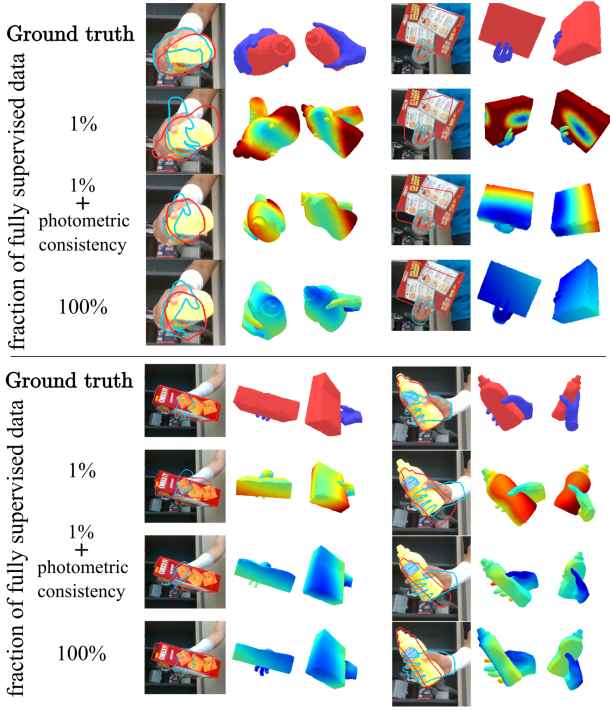 Ground truth
1%
1%
+
photometric
consistency
100%
fraction of fully supervised data
Ground truth
1%
1%
+
photometric
consistency
100%
fraction of fully supervised data